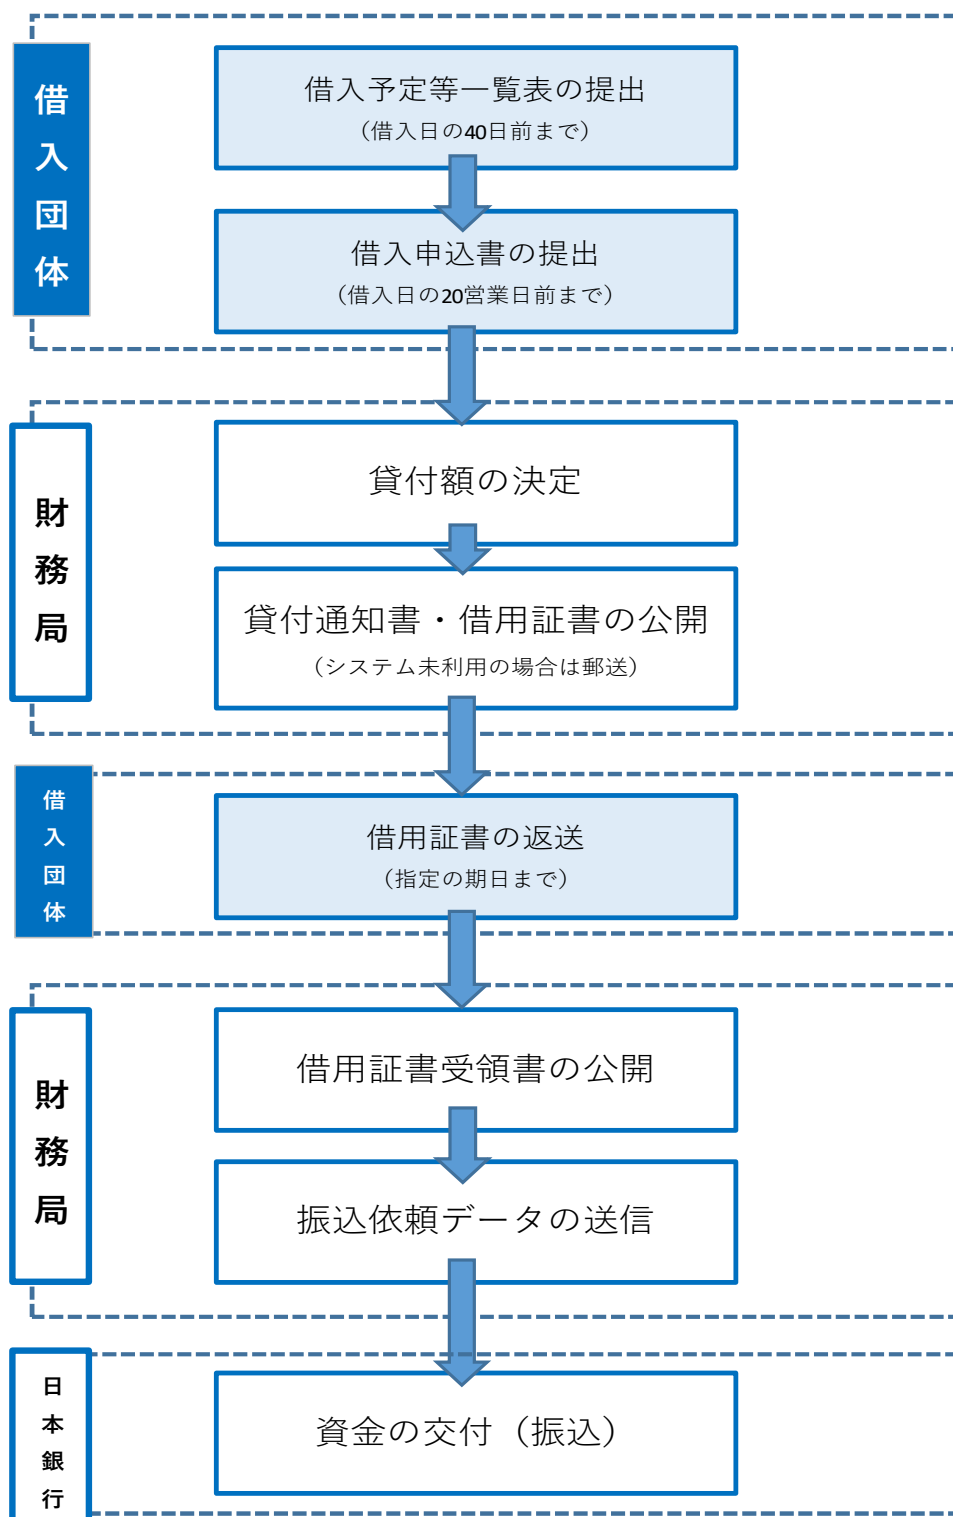 借入団体
借入予定等一覧表の提出
（借入日の40日前まで）
借入申込書の提出
（借入日の20営業日前まで）
財務局
貸付額の決定
貸付通知書・借用証書の公開
（システム未利用の場合は郵送）
借入団体
借用証書の返送
（指定の期日まで）
財務局
借用証書受領書の公開
振込依頼データの送信
日本銀行
資金の交付（振込）